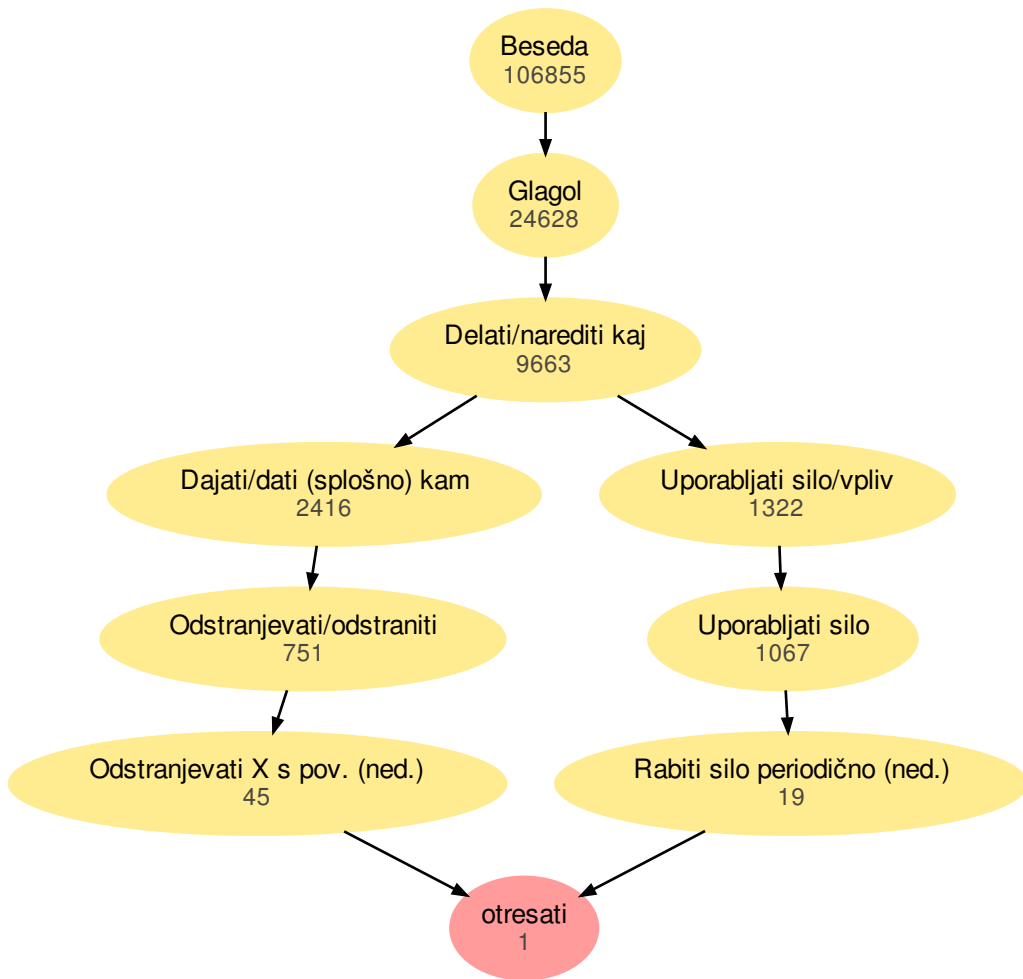 Beseda
106855
Glagol
24628
Delati/narediti kaj
9663
Dajati/dati (splošno) kam
2416
Uporabljati silo/vpliv
1322
Odstranjevati/odstraniti
751
Uporabljati silo
1067
Odstranjevati X s pov. (ned.)
45
Rabiti silo periodično (ned.)
19
otresati
1